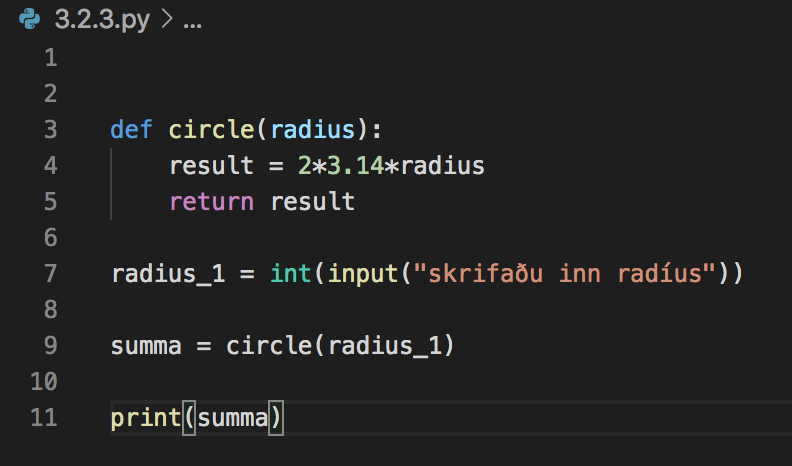 3.2.3.py > ...
1
2
3 def circle(radius):
4     result = 2*3.14*radius
5     return result
6
7 radius_1 = int(input("skrifaðu inn radíus"))
8
9 summa = circle(radius_1)
10
11 print(summa)